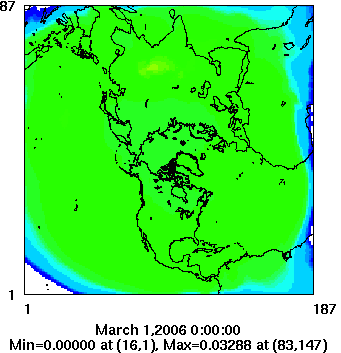 87
1
1 187
March 1,2006 0:00:00
Min=0.00000 at (16,1), Max=0.03288 at (83,147)